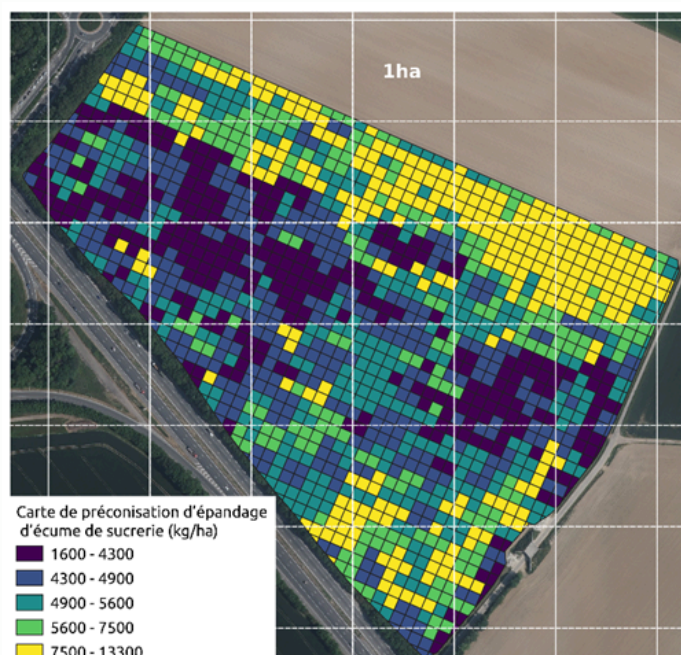 1ha
Carte de préconisation d'épandage
d'écume de sucrerie (kg/ha)
1600 - 4300
4300 - 4900
4900 - 5600
5600 - 7500
7500 - 13300